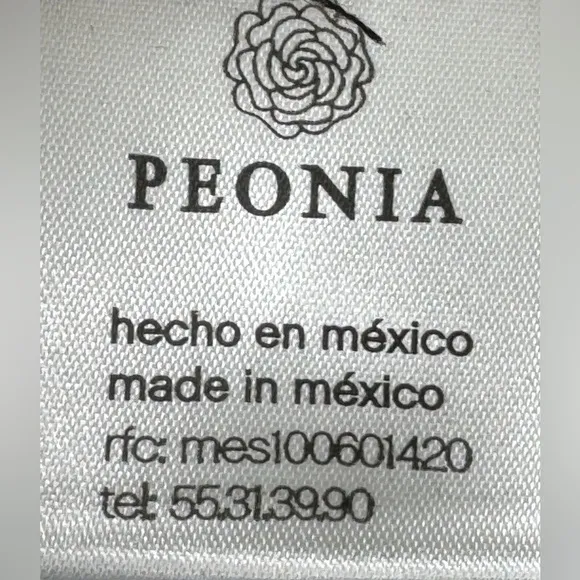 PEONIA
hecho en méxico
made in méxico
rfc: mes100601420
tel: 55.31.39.90